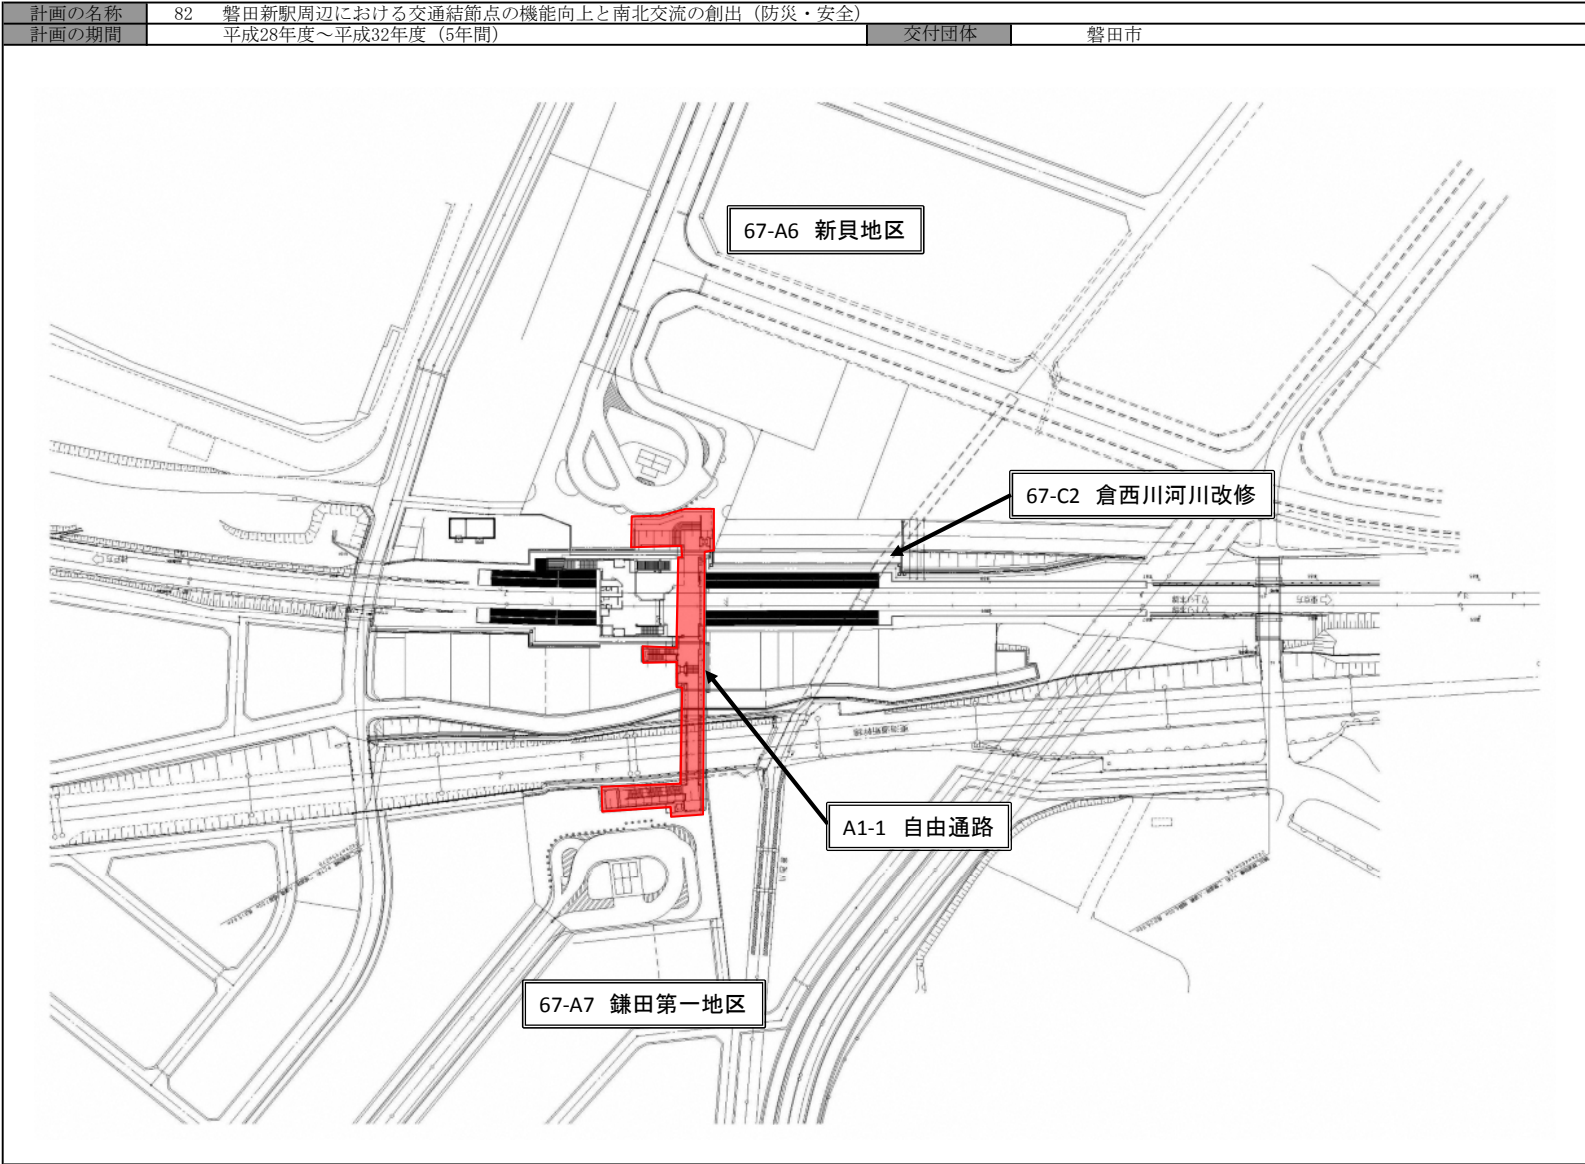 計画の名称 82 磐田新駅周辺における交通結節点の機能向上と南北交流の創出（防災・安全）
計画の期間 平成28年度～平成32年度（5年間） 交付団体 磐田市
67-A6 新貝地区
67-C2 倉西川河川改修
A1-1 自由通路
67-A7 鎌田第一地区